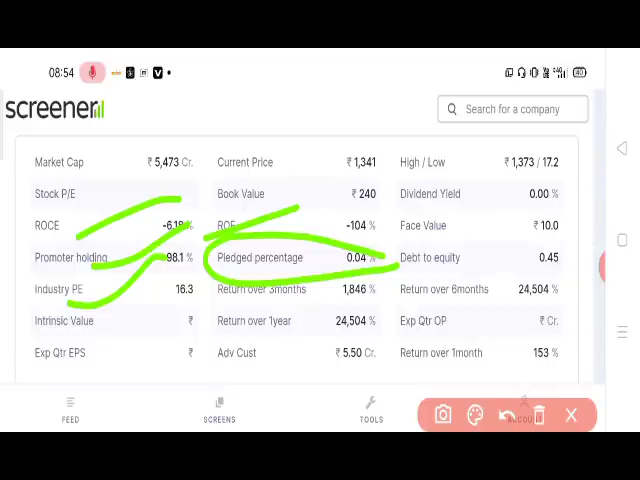 08:54
screener
Search for a company
Market Cap ₹ 5,473 Cr. Current Price ₹ 1,341 High / Low ₹ 1,373 / 17.2
Stock P/E Book Value ₹ 240 Dividend Yield 0.00 %
ROCE % ROE -104 % Face Value ₹ 10.0
Promoter holding 98.1 % Pledged percentage 0.04 % Debt to equity 0.45
Industry PE 16.3 Return over 3months 1,846 % Return over 6months 24,504 %
Intrinsic Value ₹ Return over 1year 24,504 % Exp Qtr OP ₹ Cr.
Exp Qtr EPS ₹ Adv Cust ₹ 5.50 Cr. Return over 1month 153 %
FEED SCREENS TOOLS